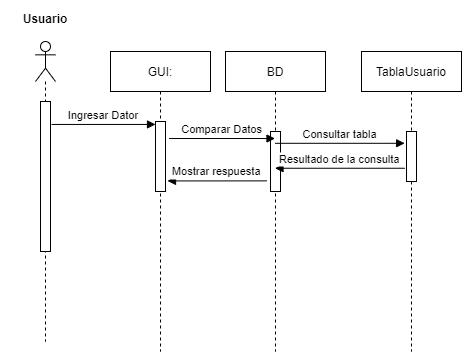 Usuario
GUI:
BD
TablaUsuario
Ingresar Dator
Comparar Datos
Consultar tabla
Resultado de la consulta
Mostrar respuesta